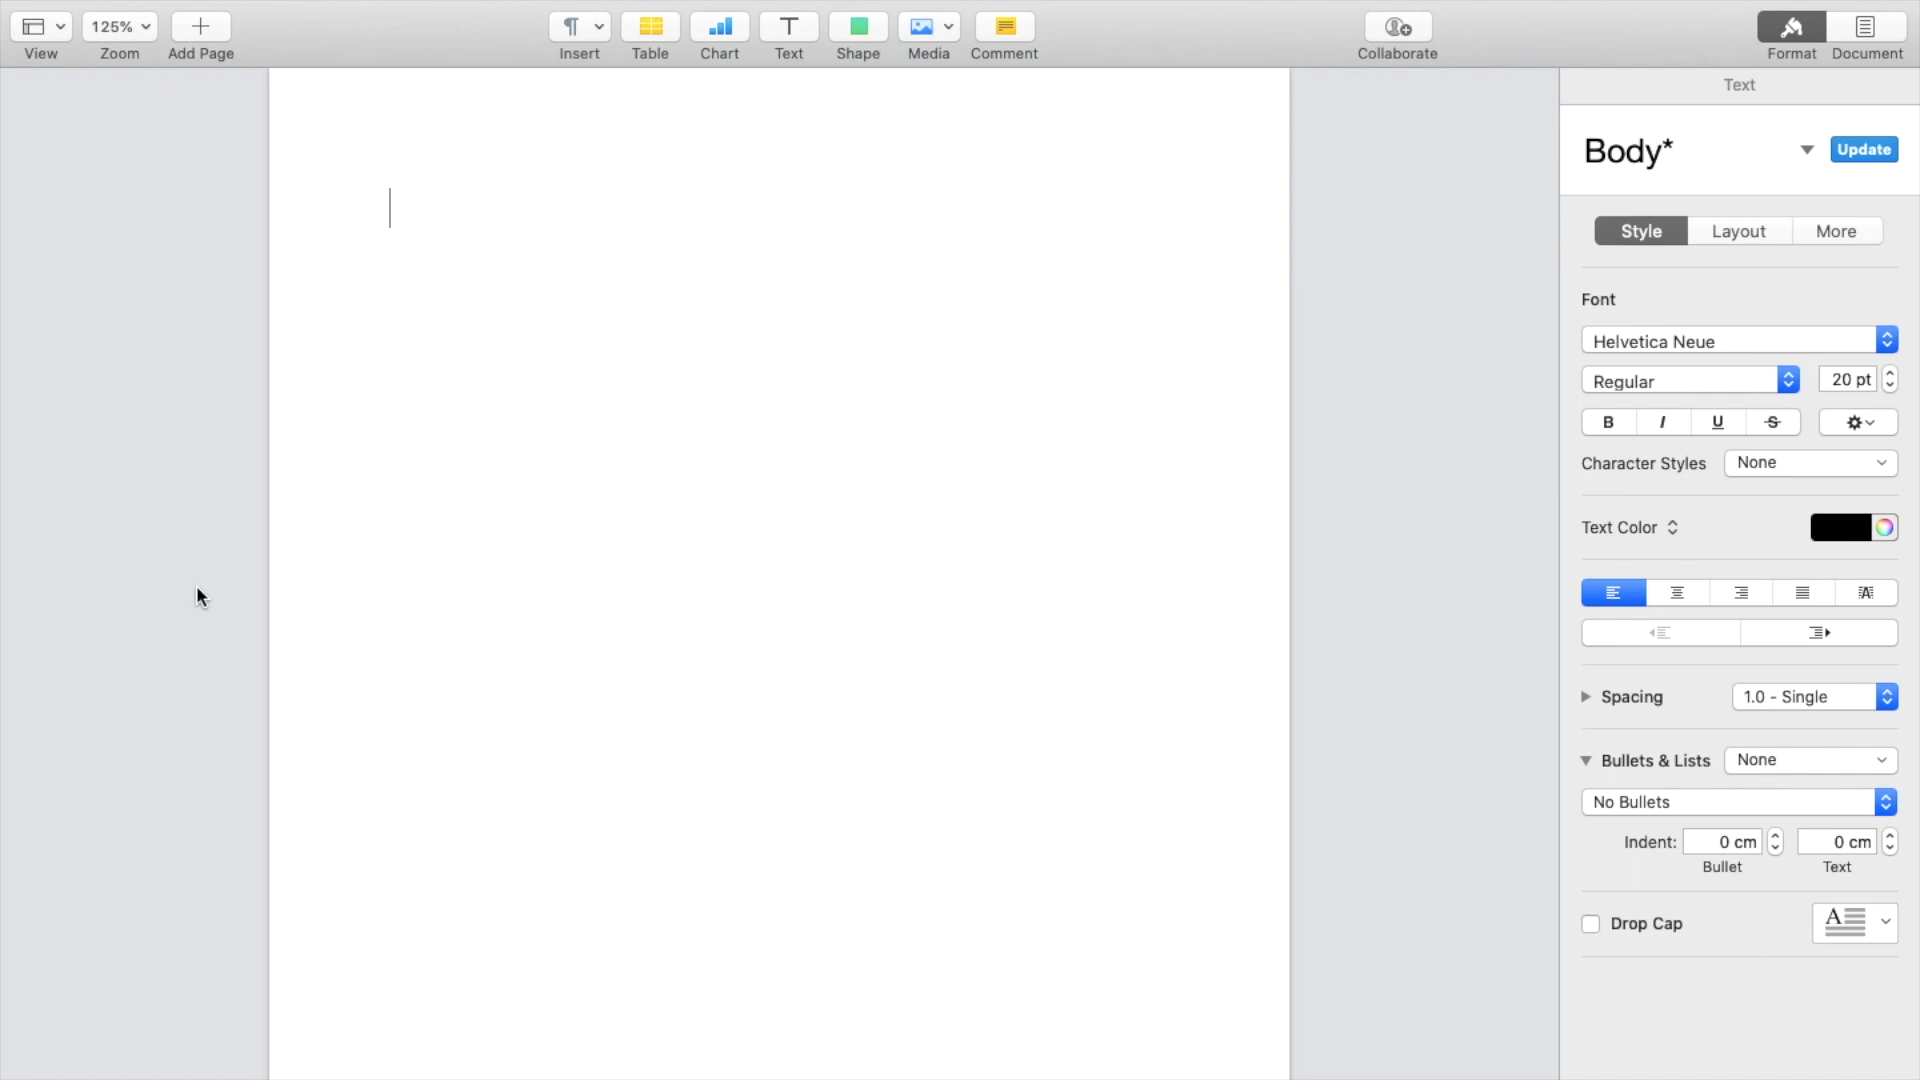 125%
View
Zoom
Add Page
Insert
Table
Chart
Text
Shape
Media
Comment
Collaborate
Format
Document
Text
Body*
Update
Style
Layout
More
Font
Helvetica Neue
Regular
20 pt
B I U S
Character Styles
None
Text Color
A
Spacing
1.0 - Single
Bullets & Lists
None
No Bullets
Indent:
0 cm
0 cm
Bullet
Text
Drop Cap
A